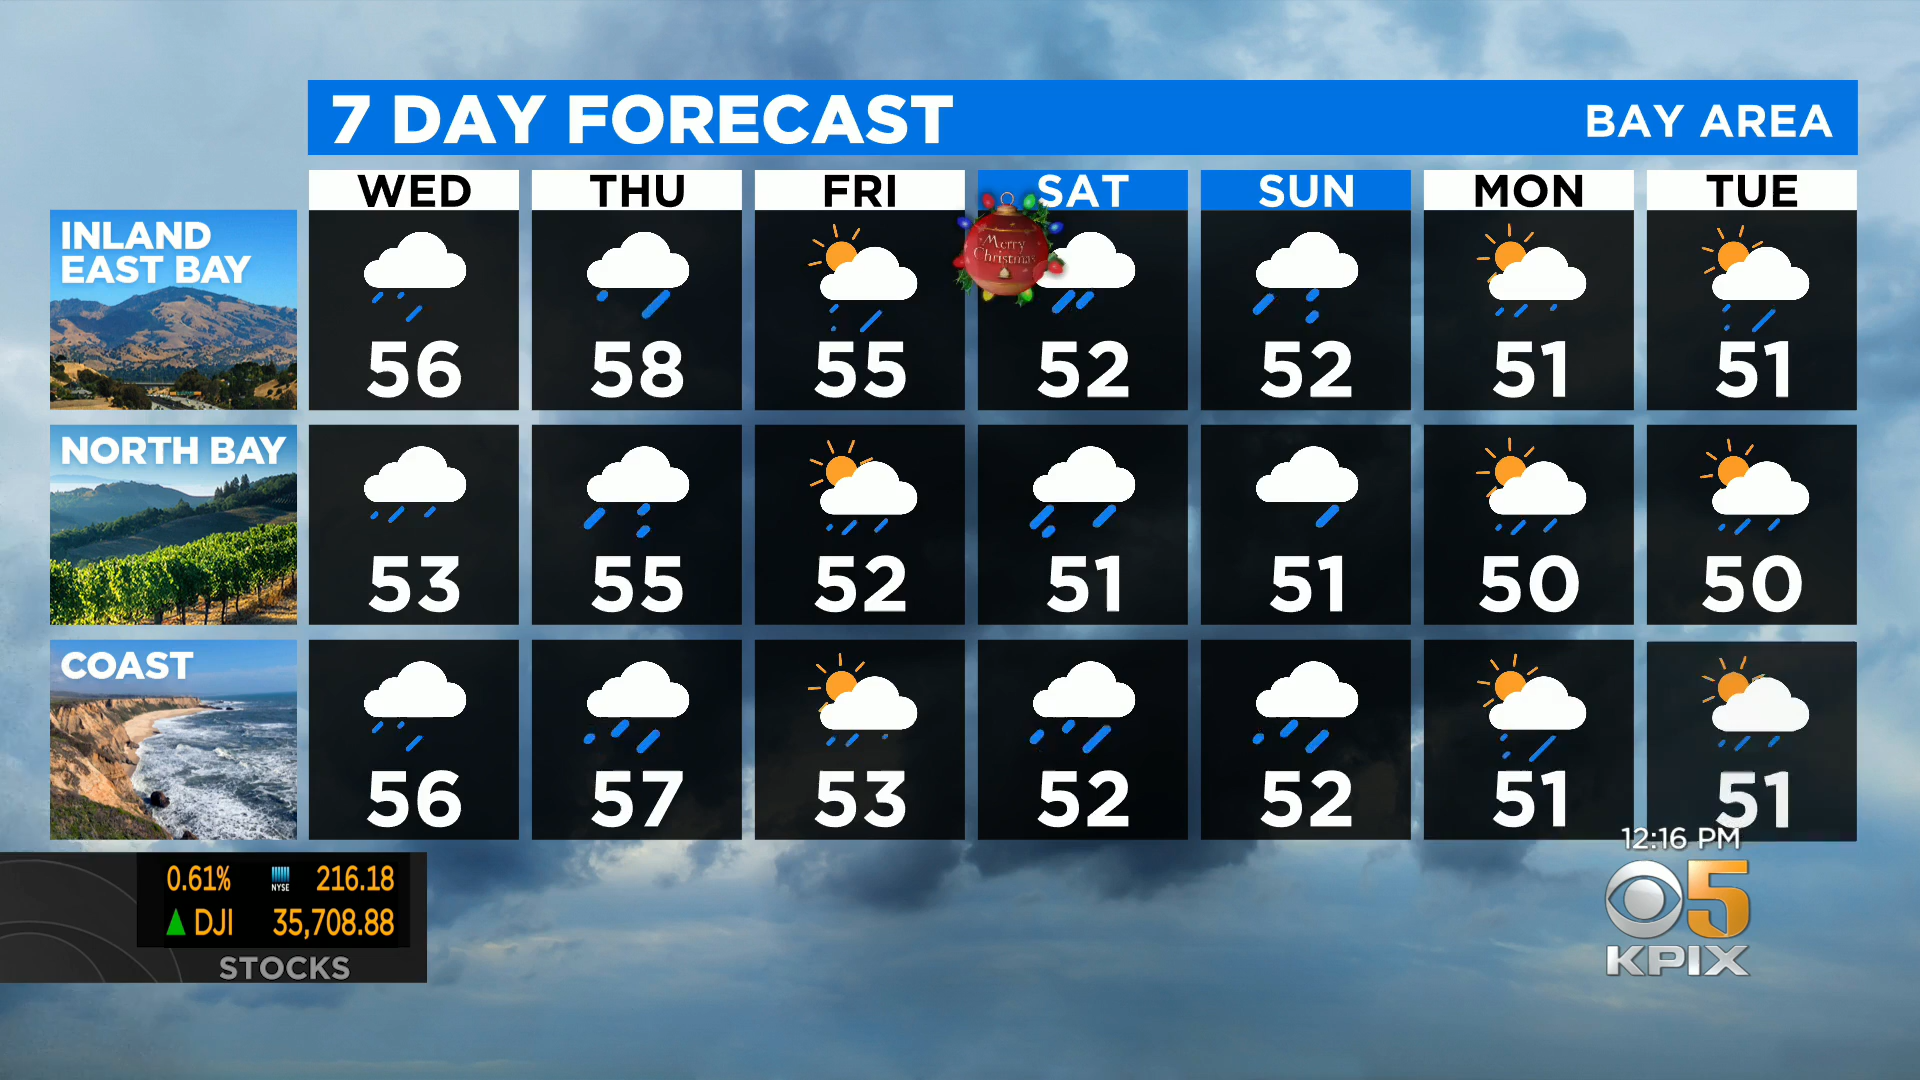 7 DAY FORECAST
BAY AREA
WED THU FRI SAT SUN MON TUE
INLAND
EAST BAY
Merry
Christmas
56 58 55 52 52 51 51
NORTH BAY
53 55 52 51 51 50 50
COAST
56 57 53 52 52 51 51
12:16 PM
0.61% NYSE 216.18
DJI 35,708.88
STOCKS
5
KPIX